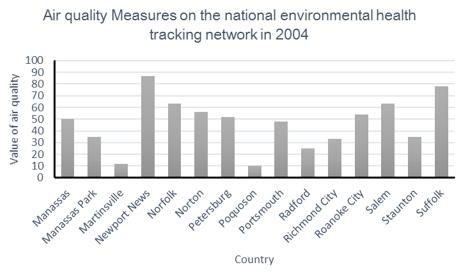 Air quality Measures on the national environmental health
tracking network in 2004
Value of air quality
100
90
80
70
60
50
40
30
20
10
0
Manassas
Manassas Park
Martinsville
Newport News
Norfolk
Norton
Petersburg
Poquoson
Portsmouth
Radford
Richmond City
Roanoke City
Salem
Staunton
Suffolk
Country